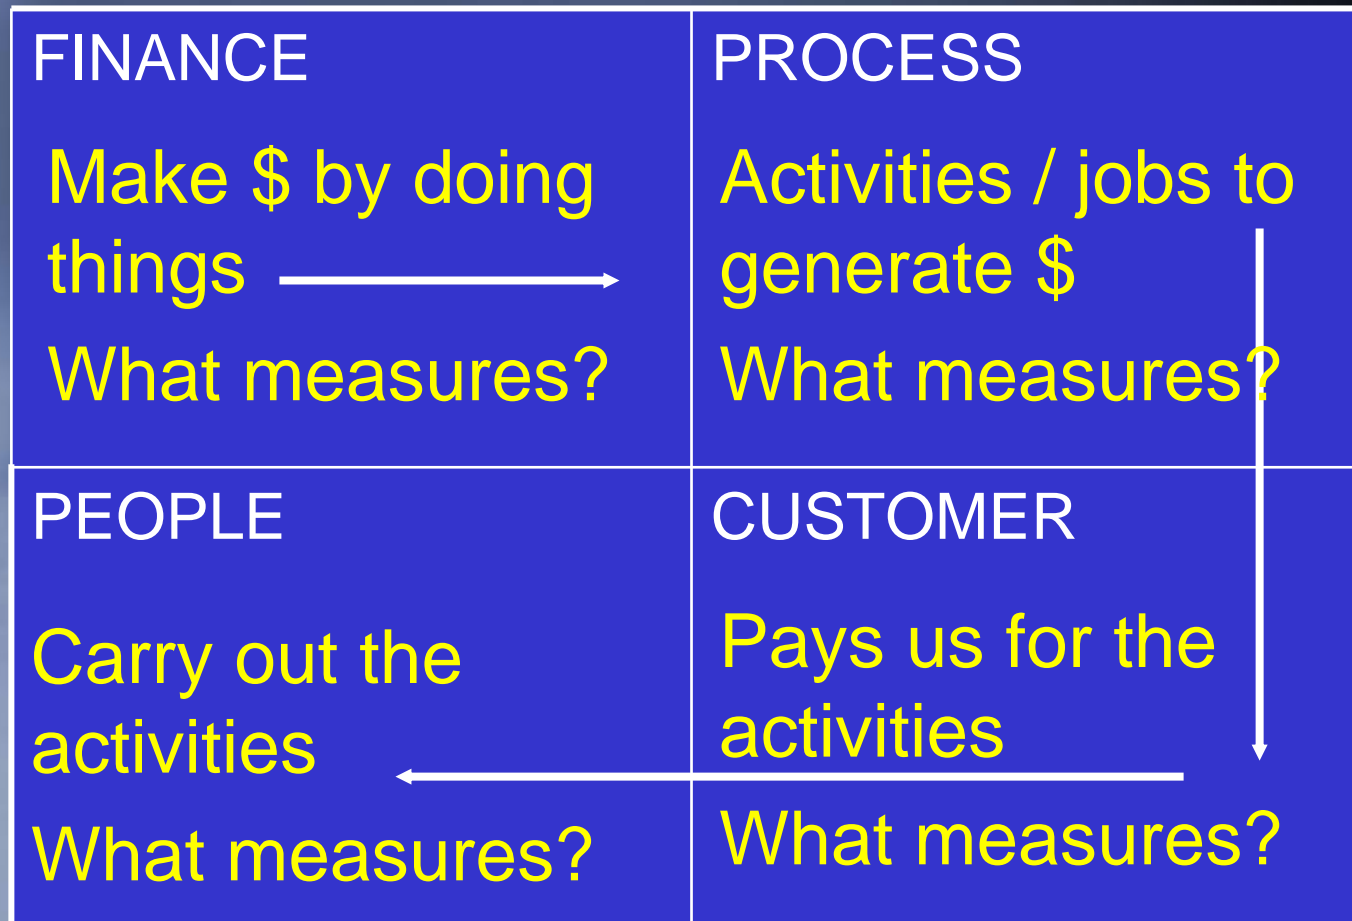 FINANCE
Make $ by doing
things
What measures?
PROCESS
Activities / jobs to
generate $
What measures?
PEOPLE
Carry out the
activities
What measures?
CUSTOMER
Pays us for the
activities
What measures?